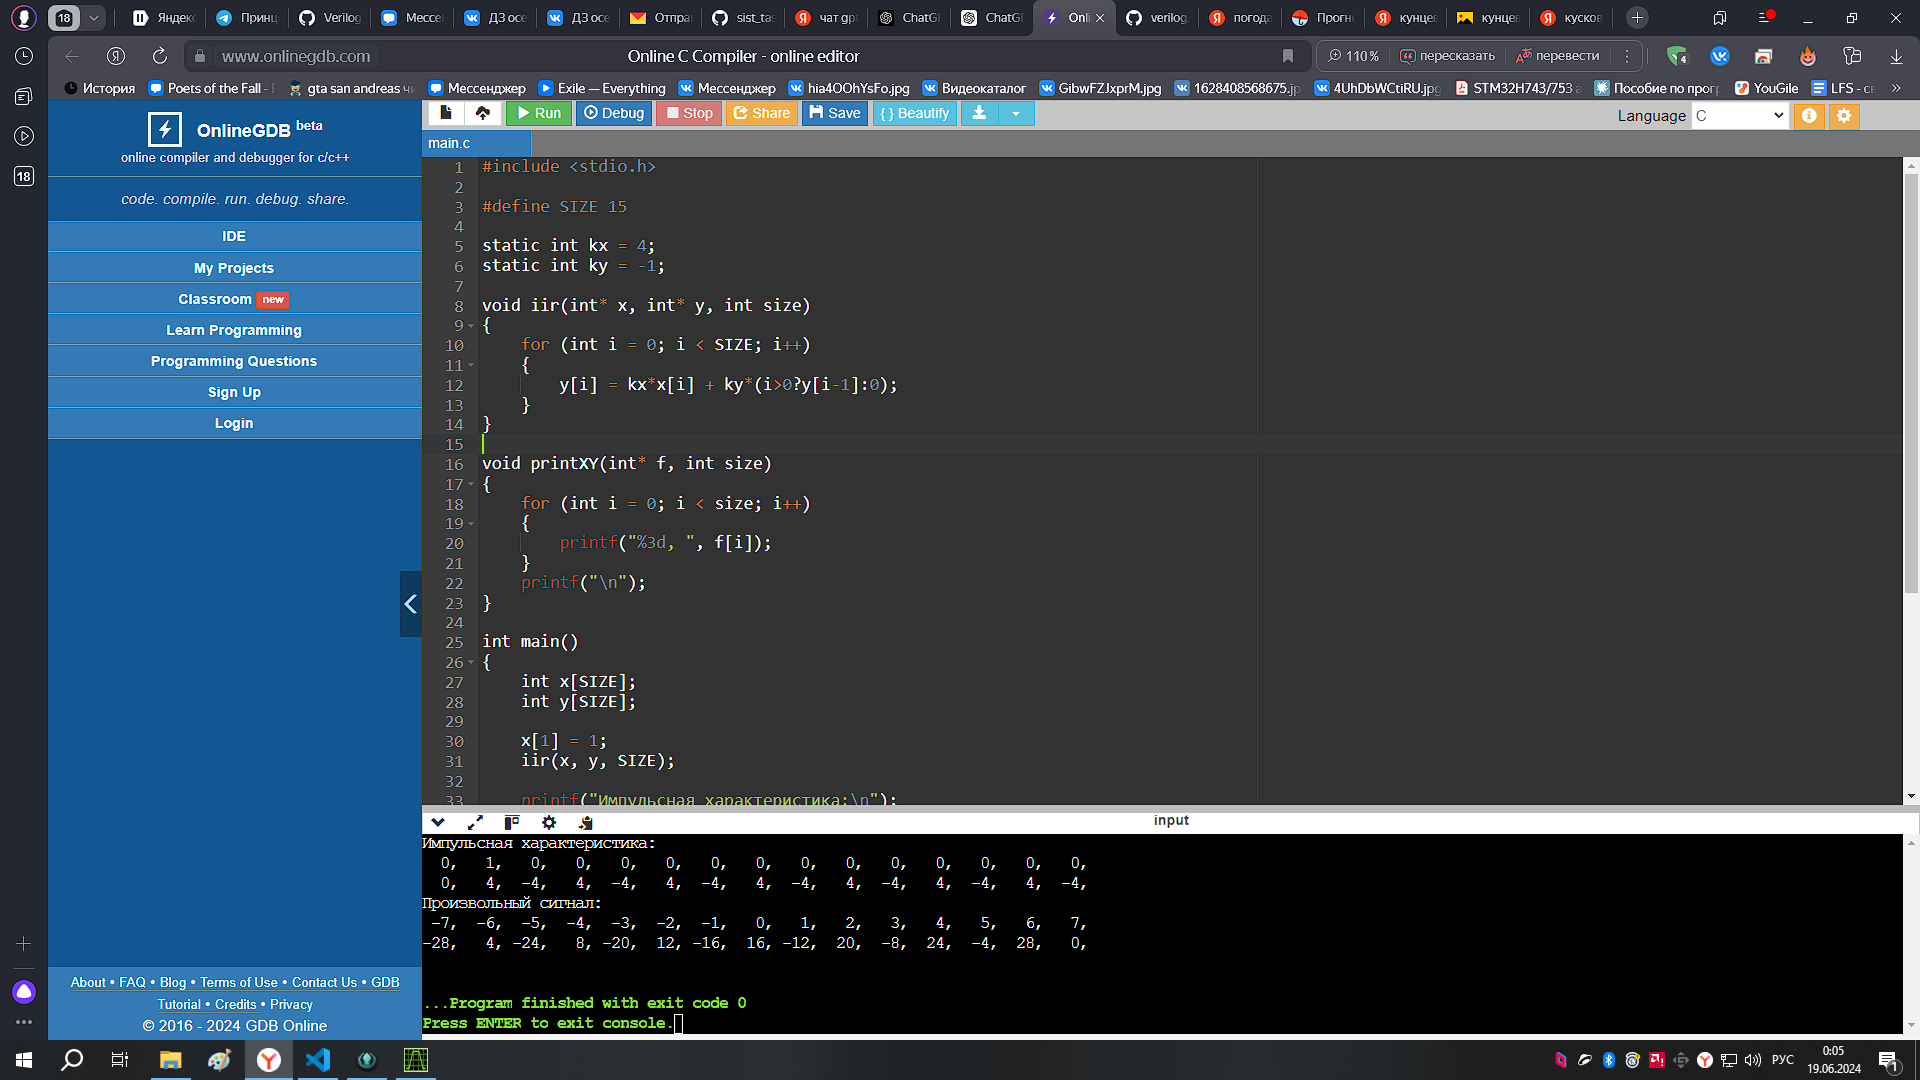 18 Яндекс Принц Verilog Мессе ДЗ осе ДЗ осе Отпра sist_tas чат gpt ChatGF ChatGF Onli verilog. погода Прогно кунцев кунцев кусков
www.onlinegdb.com Online C Compiler - online editor 110% пересказать перевести 4
История Poets of the Fall - E gta san andreas чи Мессенджер Exile — Everything Мессенджер hia4OOhYsFo.jpg Видеокаталог GibwFZJxprM.jpg 1628408568675.jp 4UhDbWCtiRU.jpg STM32H743/753 a Пособие по прог YouGile LFS - св »
18
OnlineGDB beta
online compiler and debugger for c/c++
code. compile. run. debug. share.
IDE
My Projects
Classroom new
Learn Programming
Programming Questions
Sign Up
Login
About • FAQ • Blog • Terms of Use • Contact Us • GDB
Tutorial • Credits • Privacy
© 2016 - 2024 GDB Online
Run Debug Stop Share Save { } Beautify Language C
main.c
1 #include <stdio.h>
2
3 #define SIZE 15
4
5 static int kx = 4;
6 static int ky = -1;
7
8 void iir(int* x, int* y, int size)
9 {
10 for (int i = 0; i < SIZE; i++)
11 {
12 y[i] = kx*x[i] + ky*(i>0?y[i-1]:0);
13 }
14 }
15
16 void printXY(int* f, int size)
17 {
18 for (int i = 0; i < size; i++)
19 {
20 printf("%3d, ", f[i]);
21 }
22 printf("\n");
23 }
24
25 int main()
26 {
27 int x[SIZE];
28 int y[SIZE];
29
30 x[1] = 1;
31 iir(x, y, SIZE);
32
33 printf("Импульсная характеристика:\n");
input
Импульсная характеристика:
0, 1, 0, 0, 0, 0, 0, 0, 0, 0, 0, 0, 0, 0, 0,
0, 4, -4, 4, -4, 4, -4, 4, -4, 4, -4, 4, -4, 4, -4,
Произвольный сигнал:
-7, -6, -5, -4, -3, -2, -1, 0, 1, 2, 3, 4, 5, 6, 7,
-28, 4, -24, 8, -20, 12, -16, 16, -12, 20, -8, 24, -4, 28, 0,
...Program finished with exit code 0
Press ENTER to exit console.
РУС 0:05
19.06.2024 1